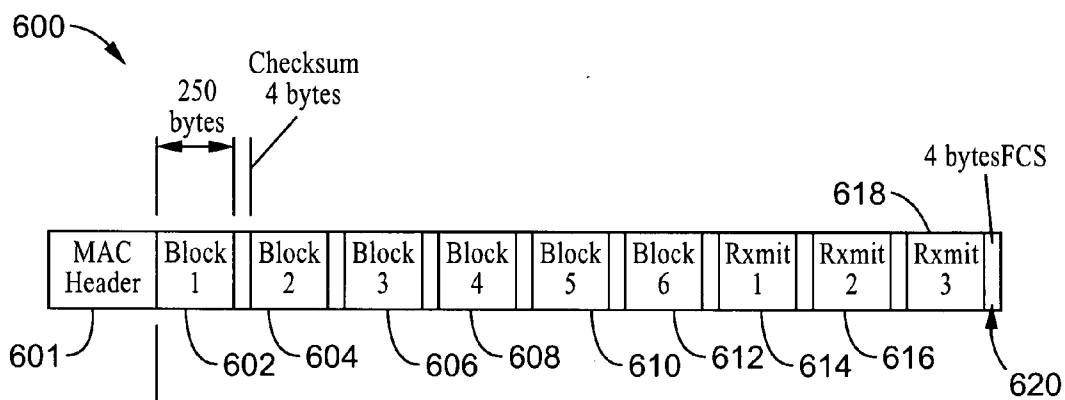 600
Checksum
4 bytes
250
bytes
4 bytesFCS
618
MAC
Header
Block
1
Block
2
Block
3
Block
4
Block
5
Block
6
Rxmit
1
Rxmit
2
Rxmit
3
601
602
604
606
608
610
612
614
616
620